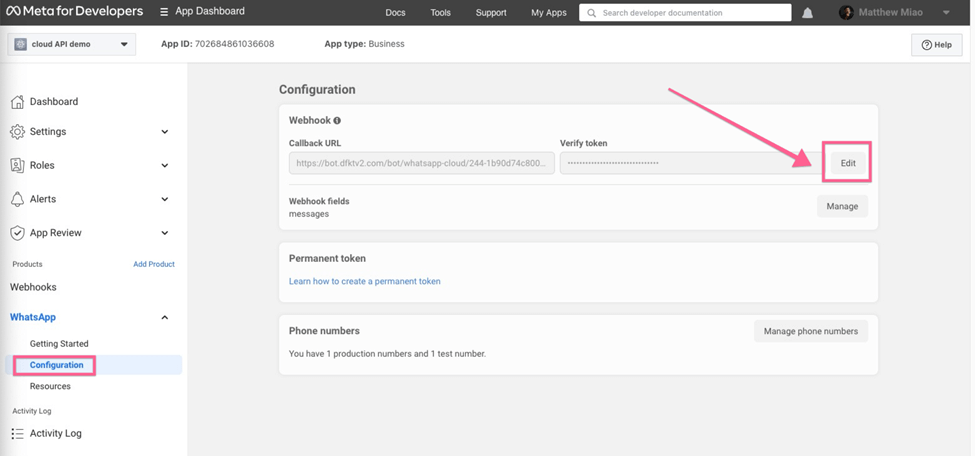 Meta for Developers
App Dashboard
Docs
Tools
Support
My Apps
Search developer documentation
Matthew Miao
cloud API demo
App ID: 702684861036608
App type: Business
Help
Dashboard
Settings
Roles
Alerts
App Review
Products
Add Product
Webhooks
WhatsApp
Getting Started
Configuration
Resources
Activity Log
Activity Log
Configuration
Webhook
Callback URL
Verify token
https://bot.dfktv2.com/bot/whatsapp-cloud/244-1b90d74c800...
••••••••••••••••••••••••••••••••
Edit
Webhook fields
messages
Manage
Permanent token
Learn how to create a permanent token
Phone numbers
Manage phone numbers
You have 1 production numbers and 1 test number.